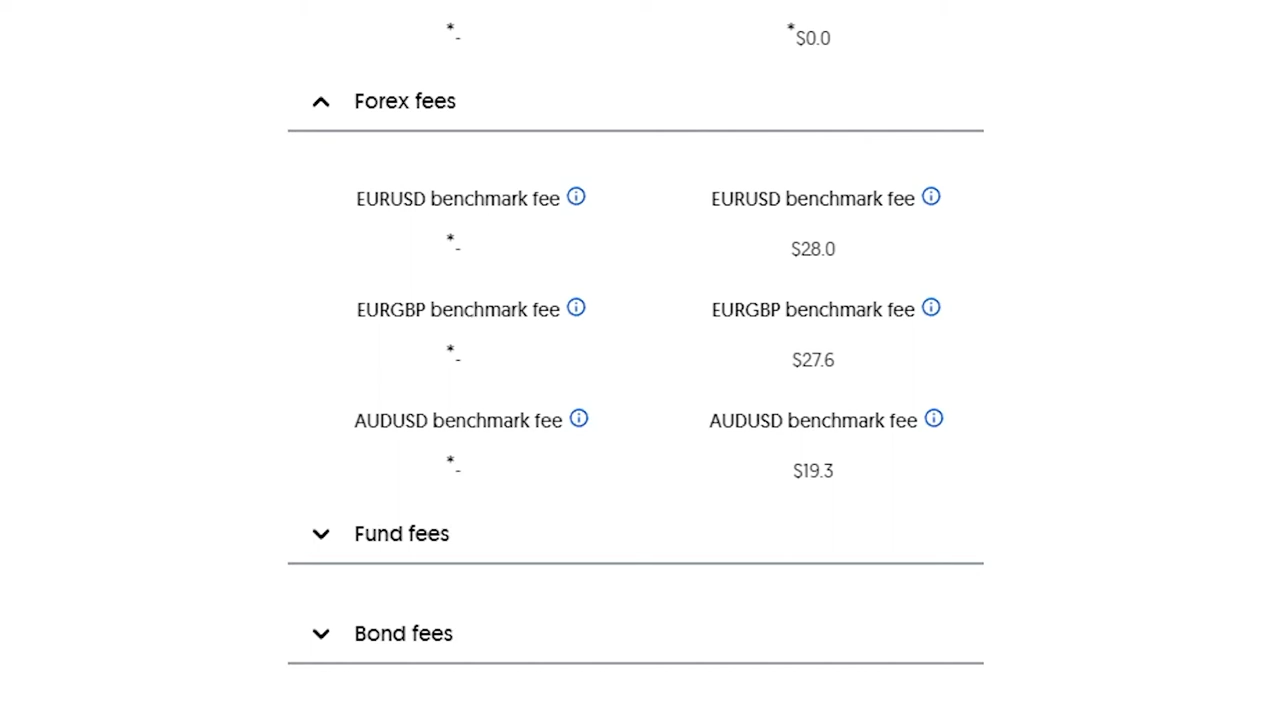 *- *$0.0
Forex fees
EURUSD benchmark fee EURUSD benchmark fee
*- $28.0
EURGBP benchmark fee EURGBP benchmark fee
*- $27.6
AUDUSD benchmark fee AUDUSD benchmark fee
*- $19.3
Fund fees
Bond fees